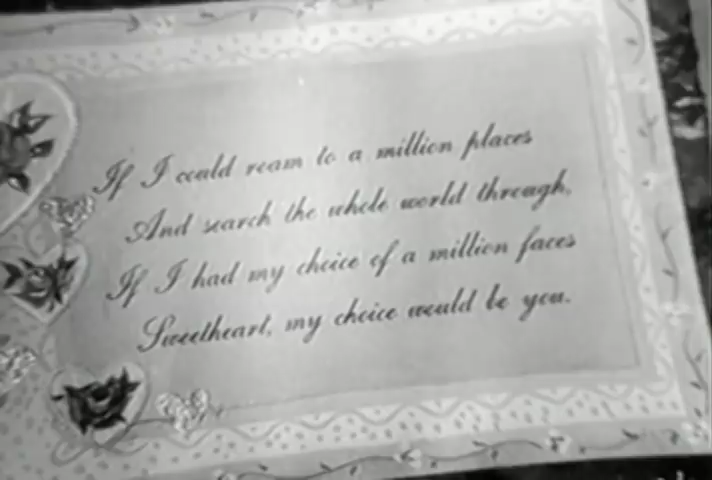 If I could roam to a million places
And search the whole world through,
If I had my choice of a million faces
Sweetheart, my choice would be you.